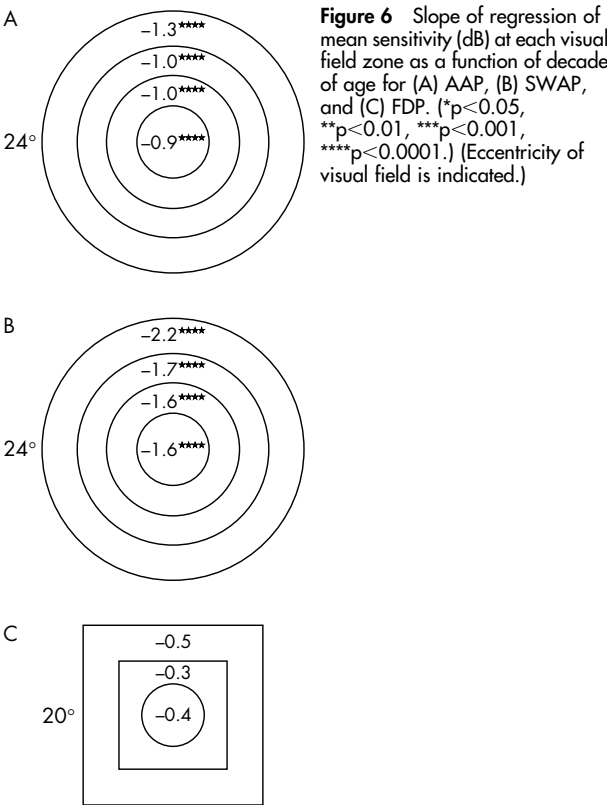 A
–1.3★★★★
–1.0★★★★
–1.0★★★★
24°
–0.9★★★★
Figure 6 Slope of regression of
mean sensitivity (dB) at each visual
field zone as a function of decade
of age for (A) AAP, (B) SWAP,
and (C) FDP. (*p<0.05,
**p<0.01, ***p<0.001,
****p<0.0001.) (Eccentricity of
visual field is indicated.)
B
–2.2★★★★
–1.7★★★★
–1.6★★★★
24°
–1.6★★★★
C
–0.5
–0.3
20°
–0.4